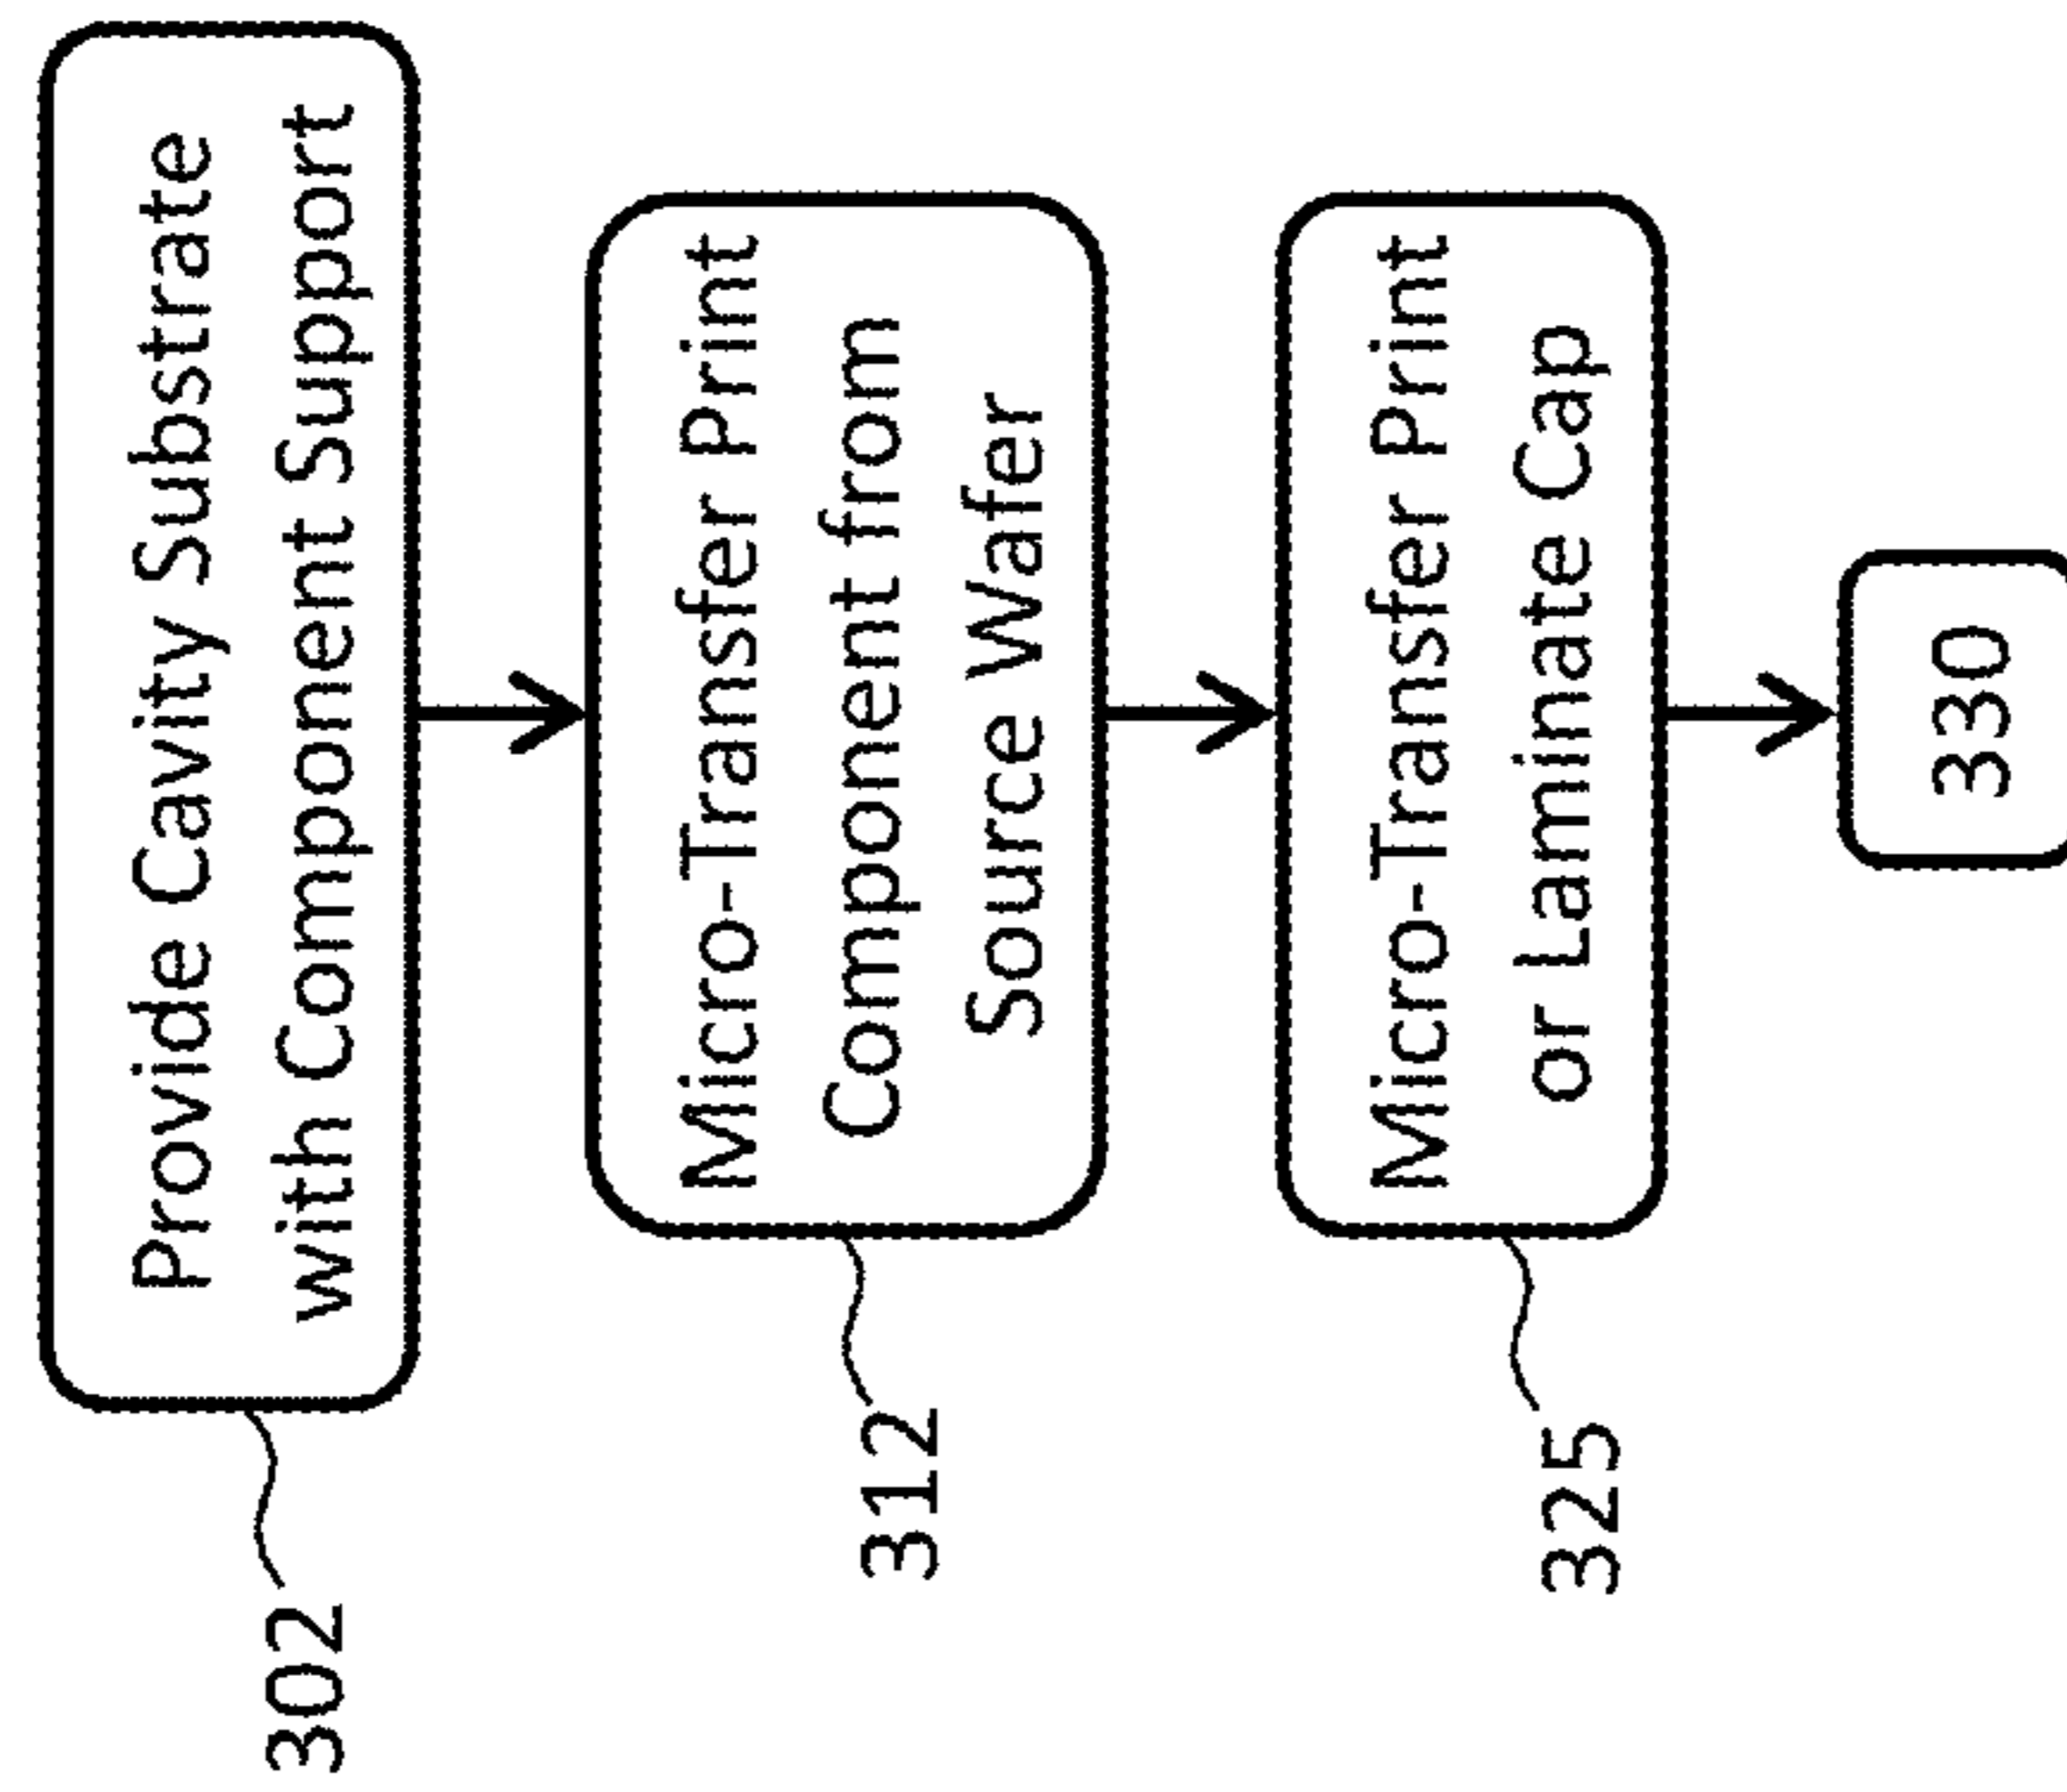 302
Provide Cavity Substrate
with Component Support
312
Micro-Transfer Print
Component from
Source Wafer
325
Micro-Transfer Print
or Laminate Cap
330